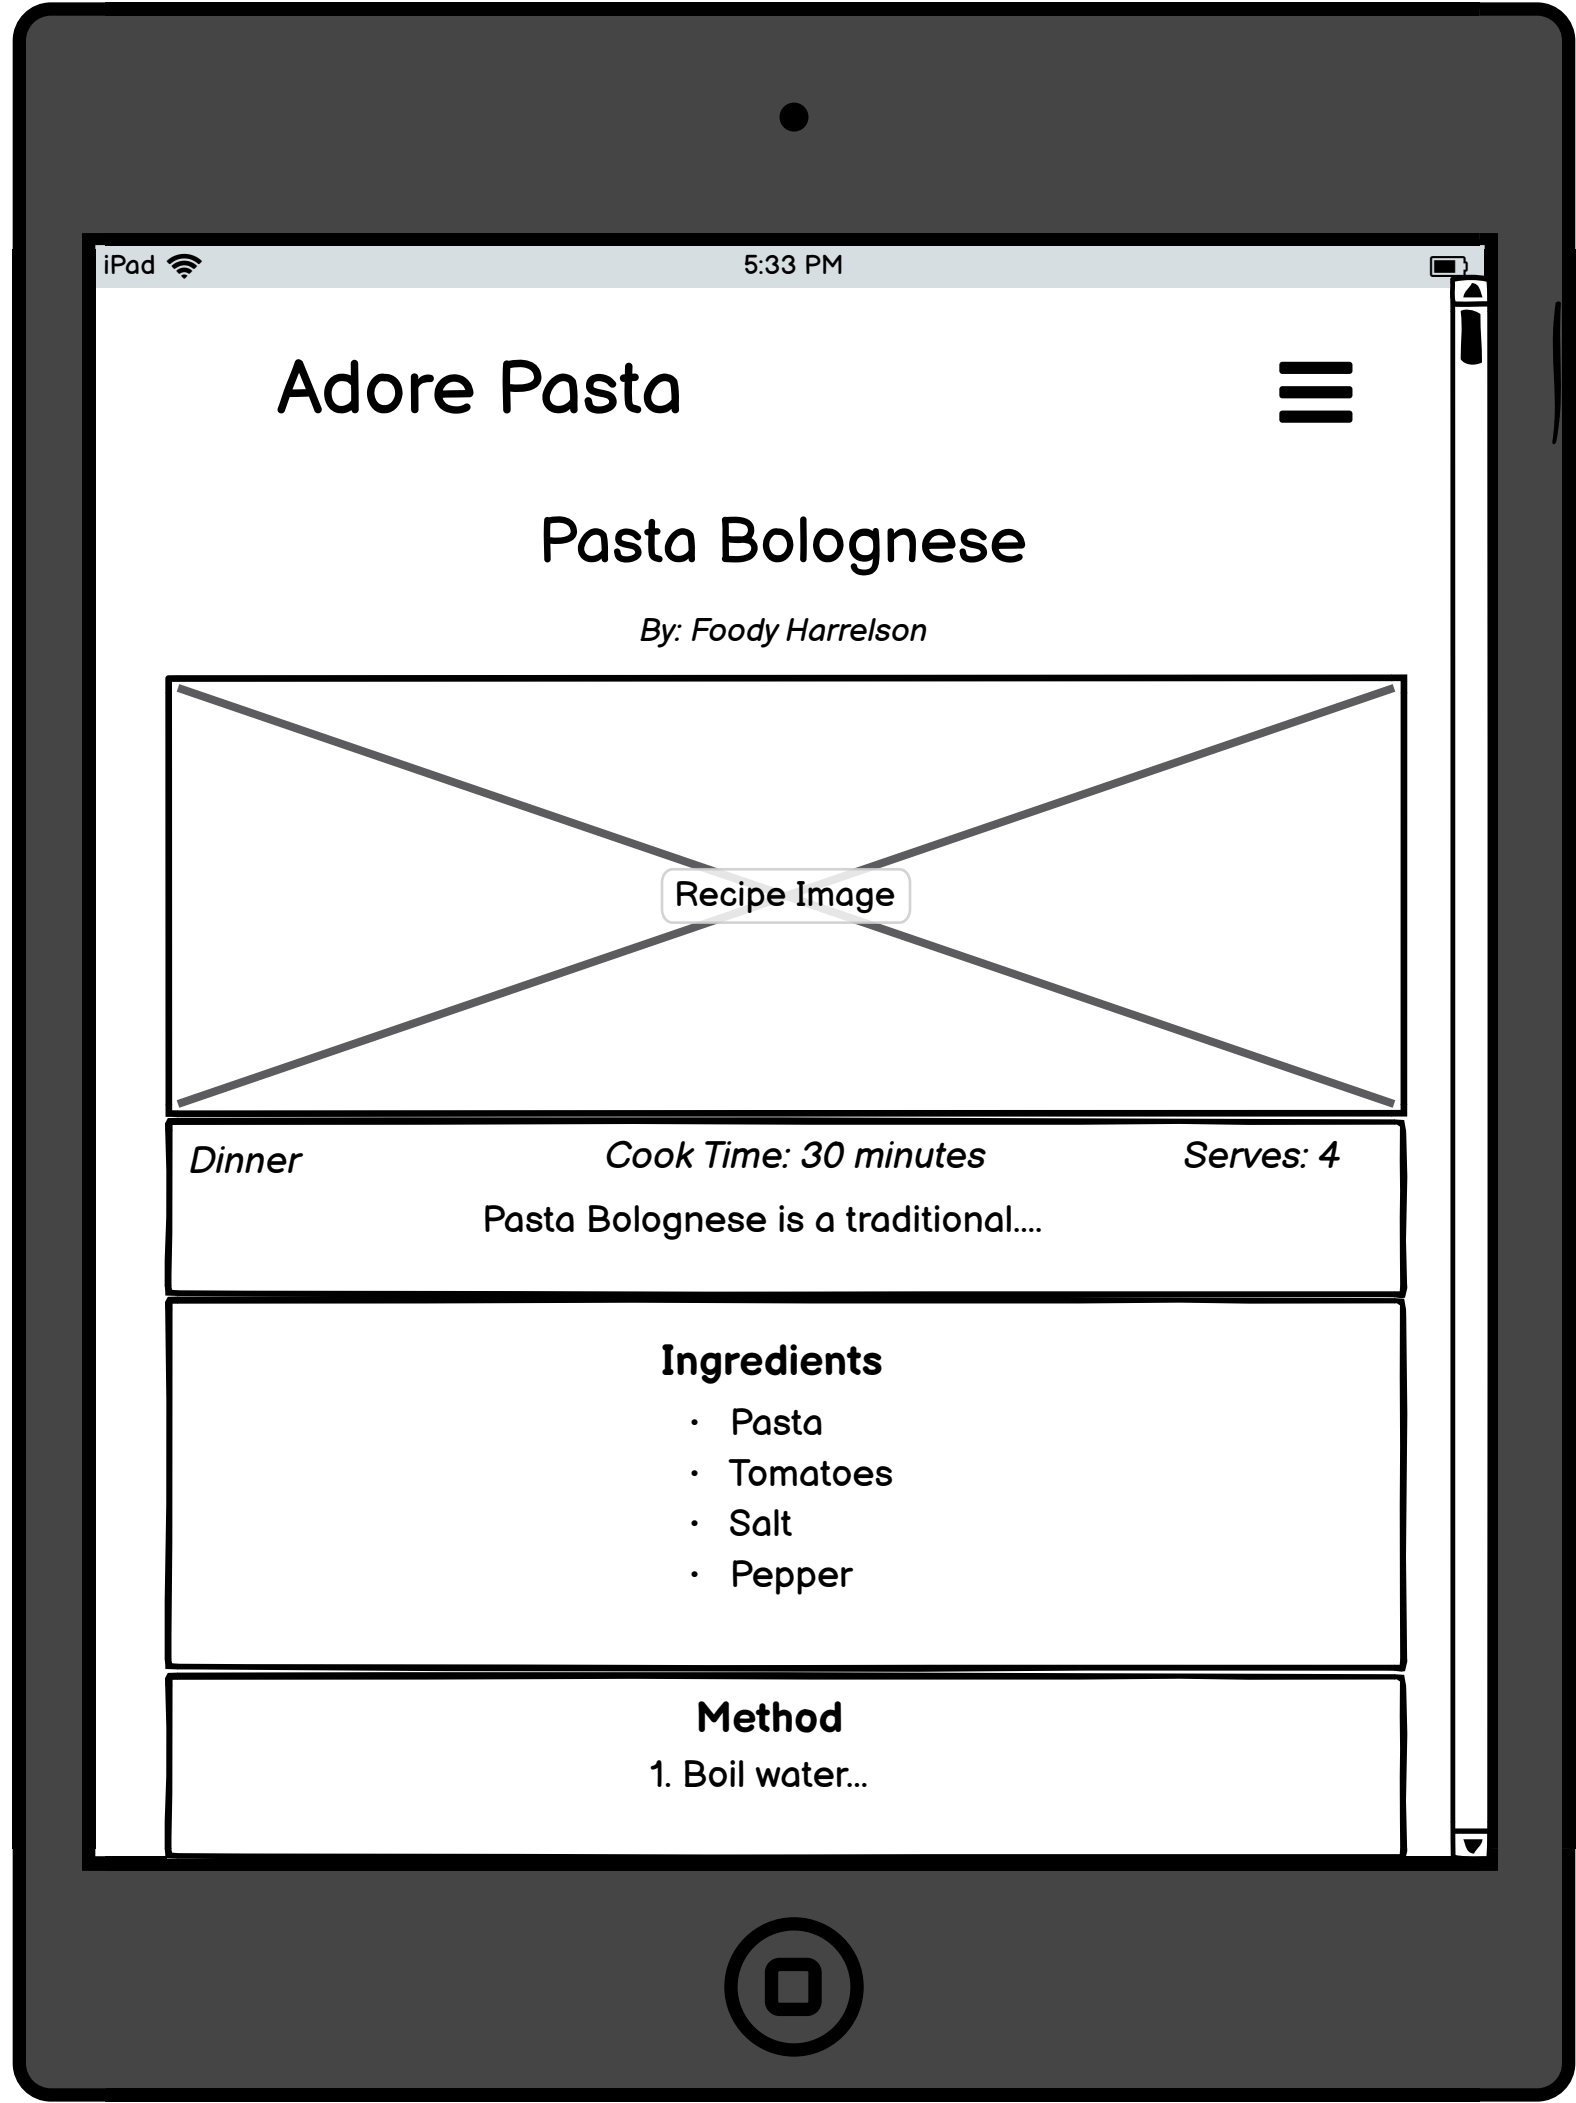 iPad 5:33 PM
Adore Pasta
Pasta Bolognese
By: Foody Harrelson
Recipe Image
Dinner Cook Time: 30 minutes Serves: 4
Pasta Bolognese is a traditional....
Ingredients
· Pasta
· Tomatoes
· Salt
· Pepper
Method
1. Boil water...